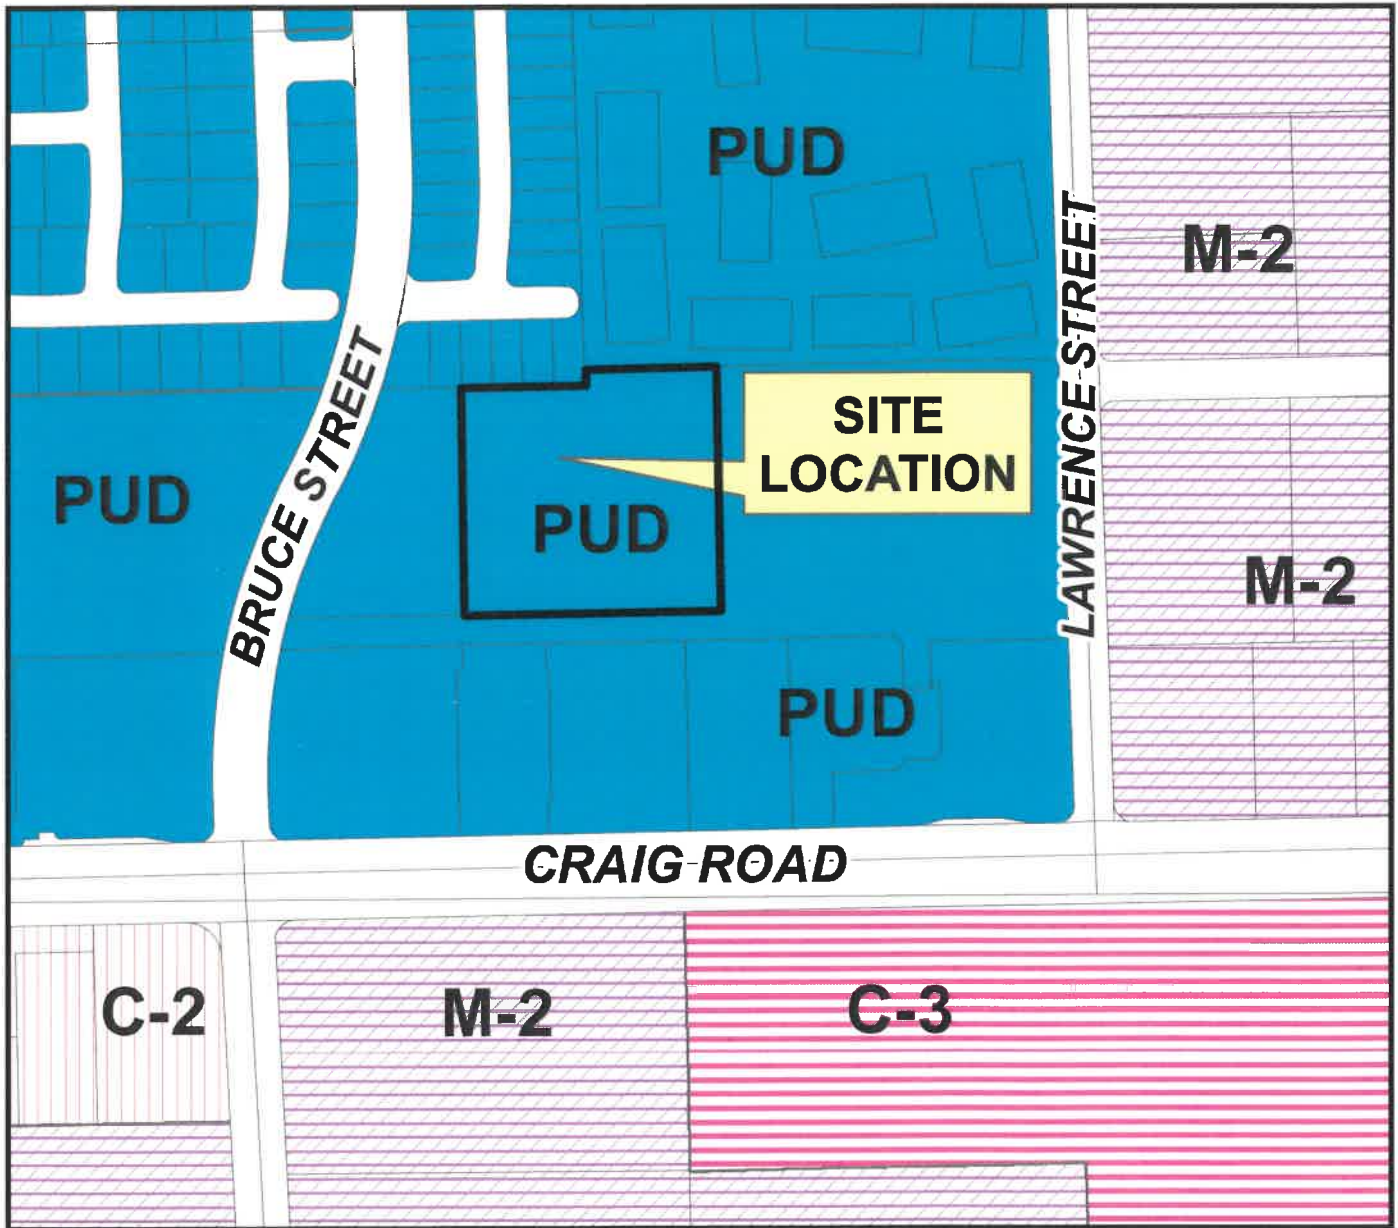 PUD
M-2
LAWRENCE STREET
SITE
LOCATION
BRUCE STREET
PUD
PUD
M-2
PUD
CRAIG ROAD
C-2
M-2
C-3